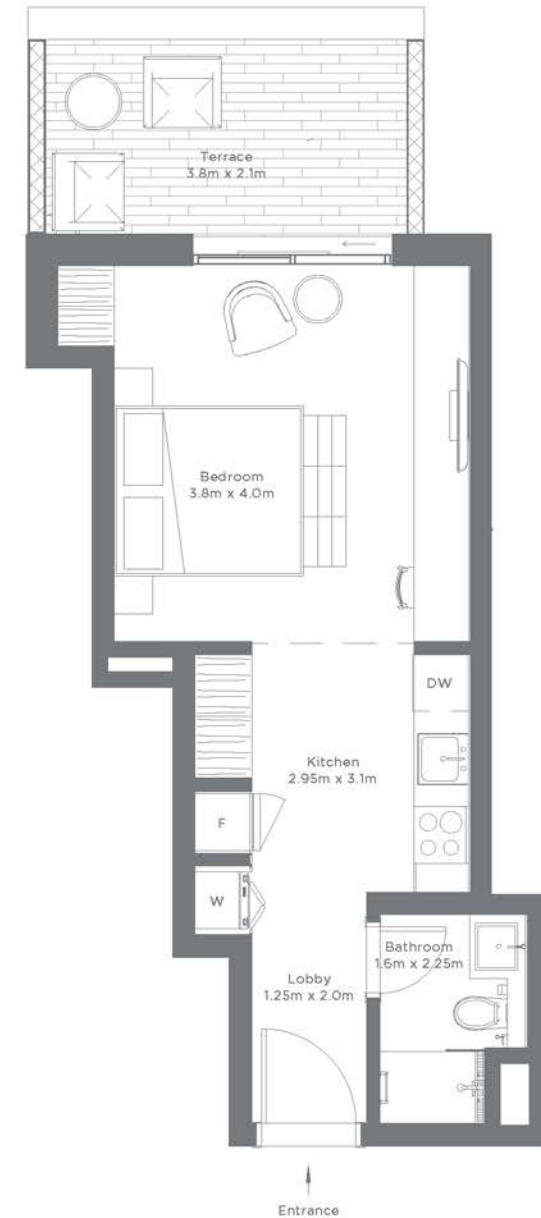 Terrace
3.8m x 2.1m
Bedroom
3.8m x 4.0m
DW
Kitchen
2.95m x 3.1m
F
W
Bathroom
1.6m x 2.25m
Lobby
1.25m x 2.0m
Entrance